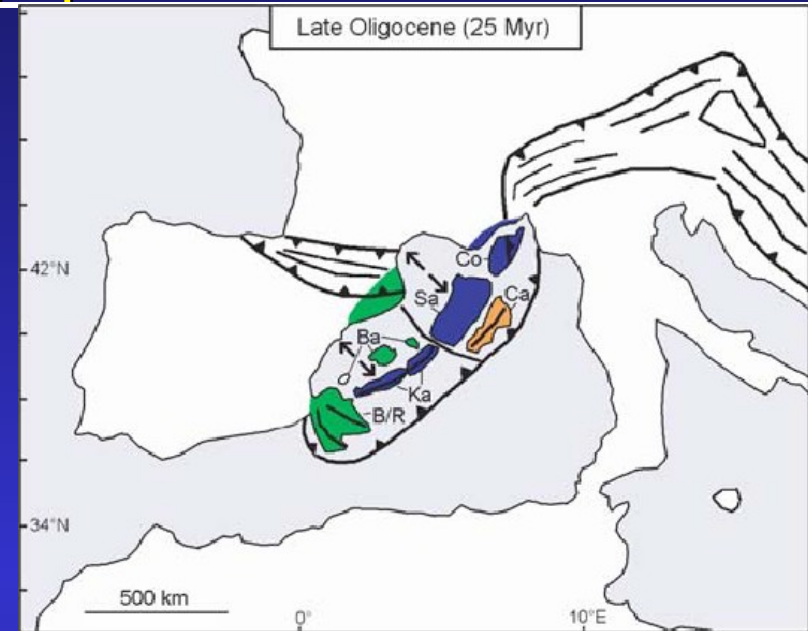 Late Oligocene (25 Myr)
42°N
Co
Sa
Ca
Ba
Ka
B/R
34°N
500 km
0°
10°E